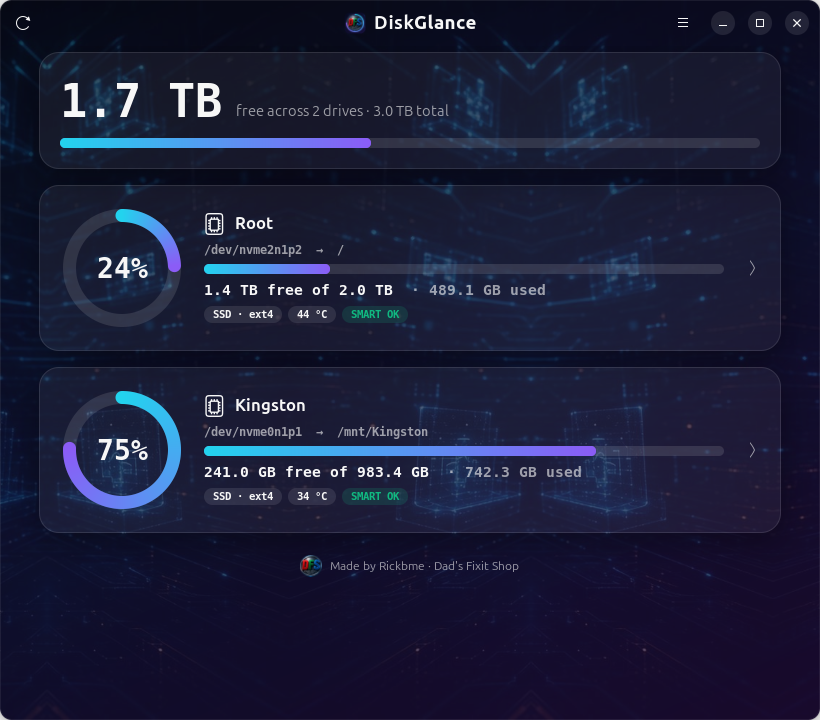 DiskGlance
1.7 TB free across 2 drives · 3.0 TB total
24%
Root
/dev/nvme2n1p2 → /
1.4 TB free of 2.0 TB · 489.1 GB used
SSD · ext4 44 °C SMART OK
75%
Kingston
/dev/nvme0n1p1 → /mnt/Kingston
241.0 GB free of 983.4 GB · 742.3 GB used
SSD · ext4 34 °C SMART OK
DFS Made by Rickbme · Dad's Fixit Shop